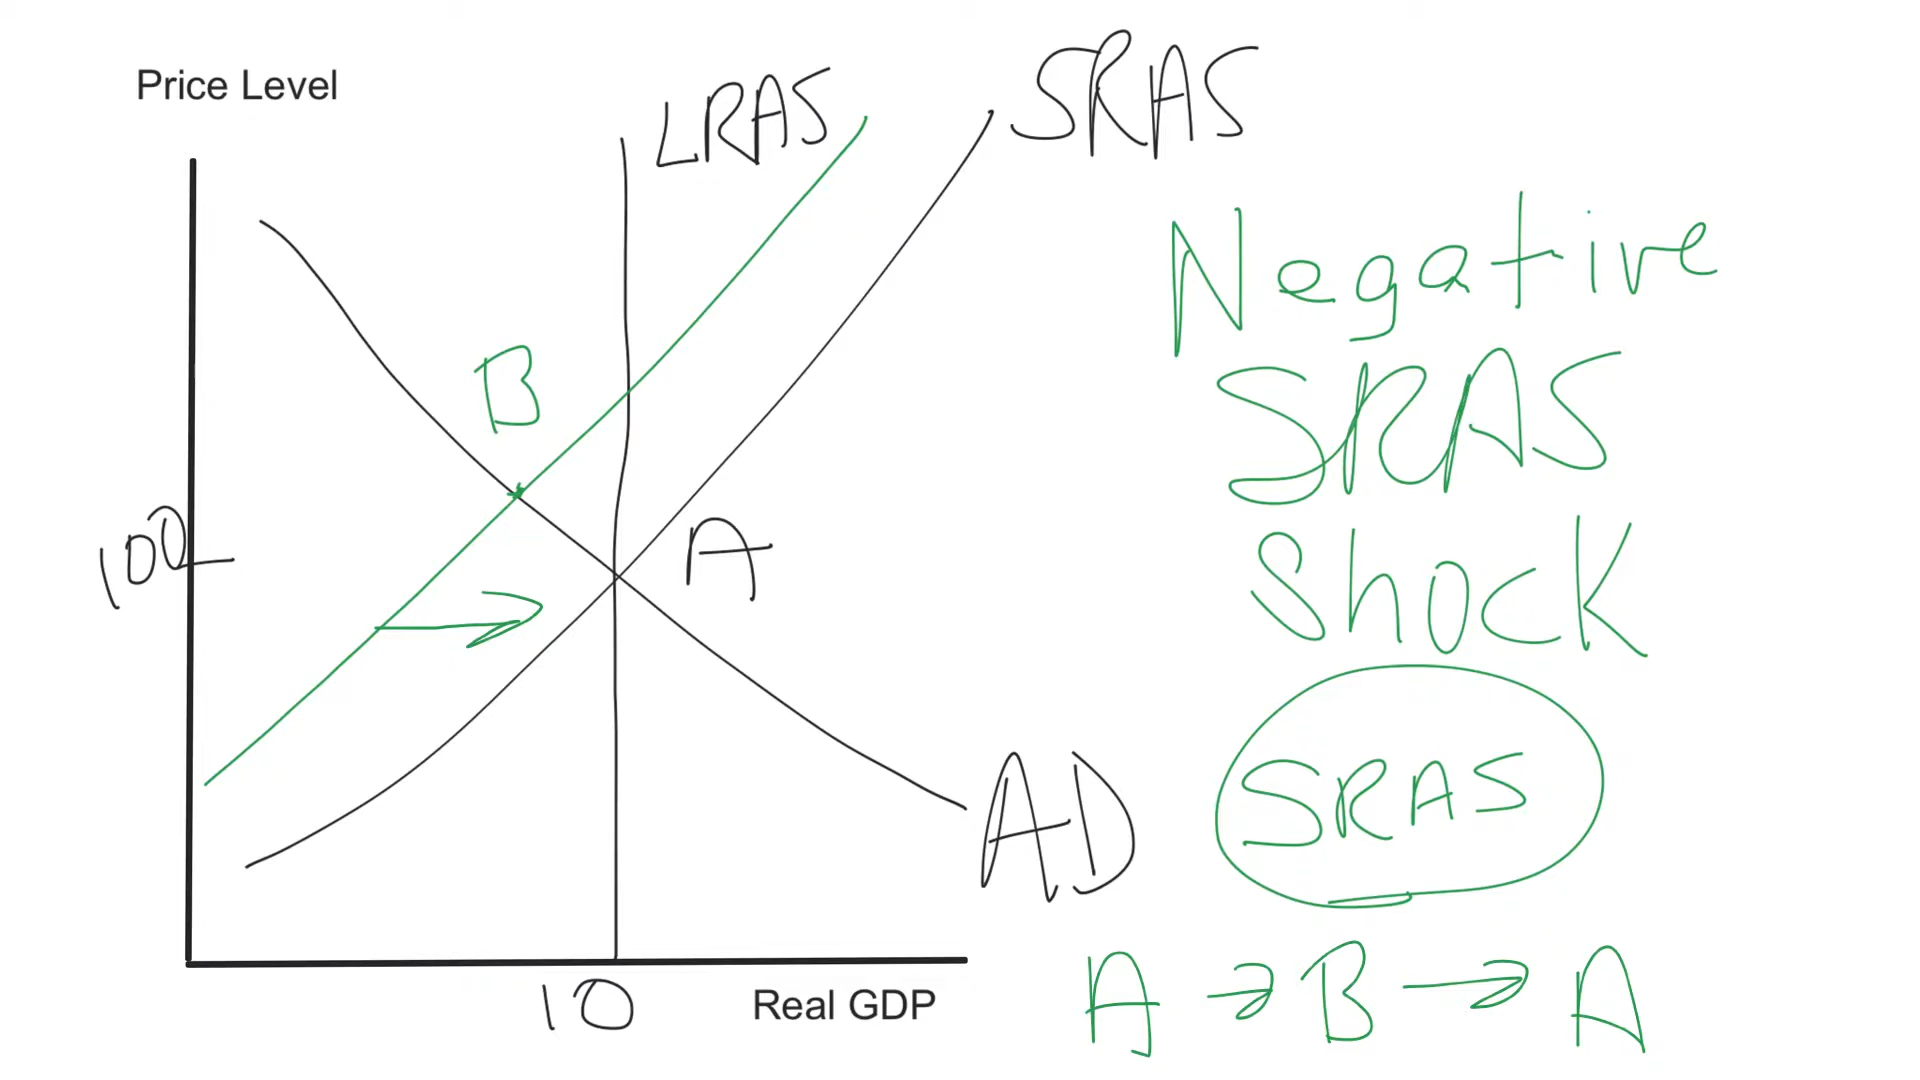 Price Level
LRAS
SRAS
Negative
SRAS
Shock
B
100
A
SRAS
AD
A → B → A
10
Real GDP